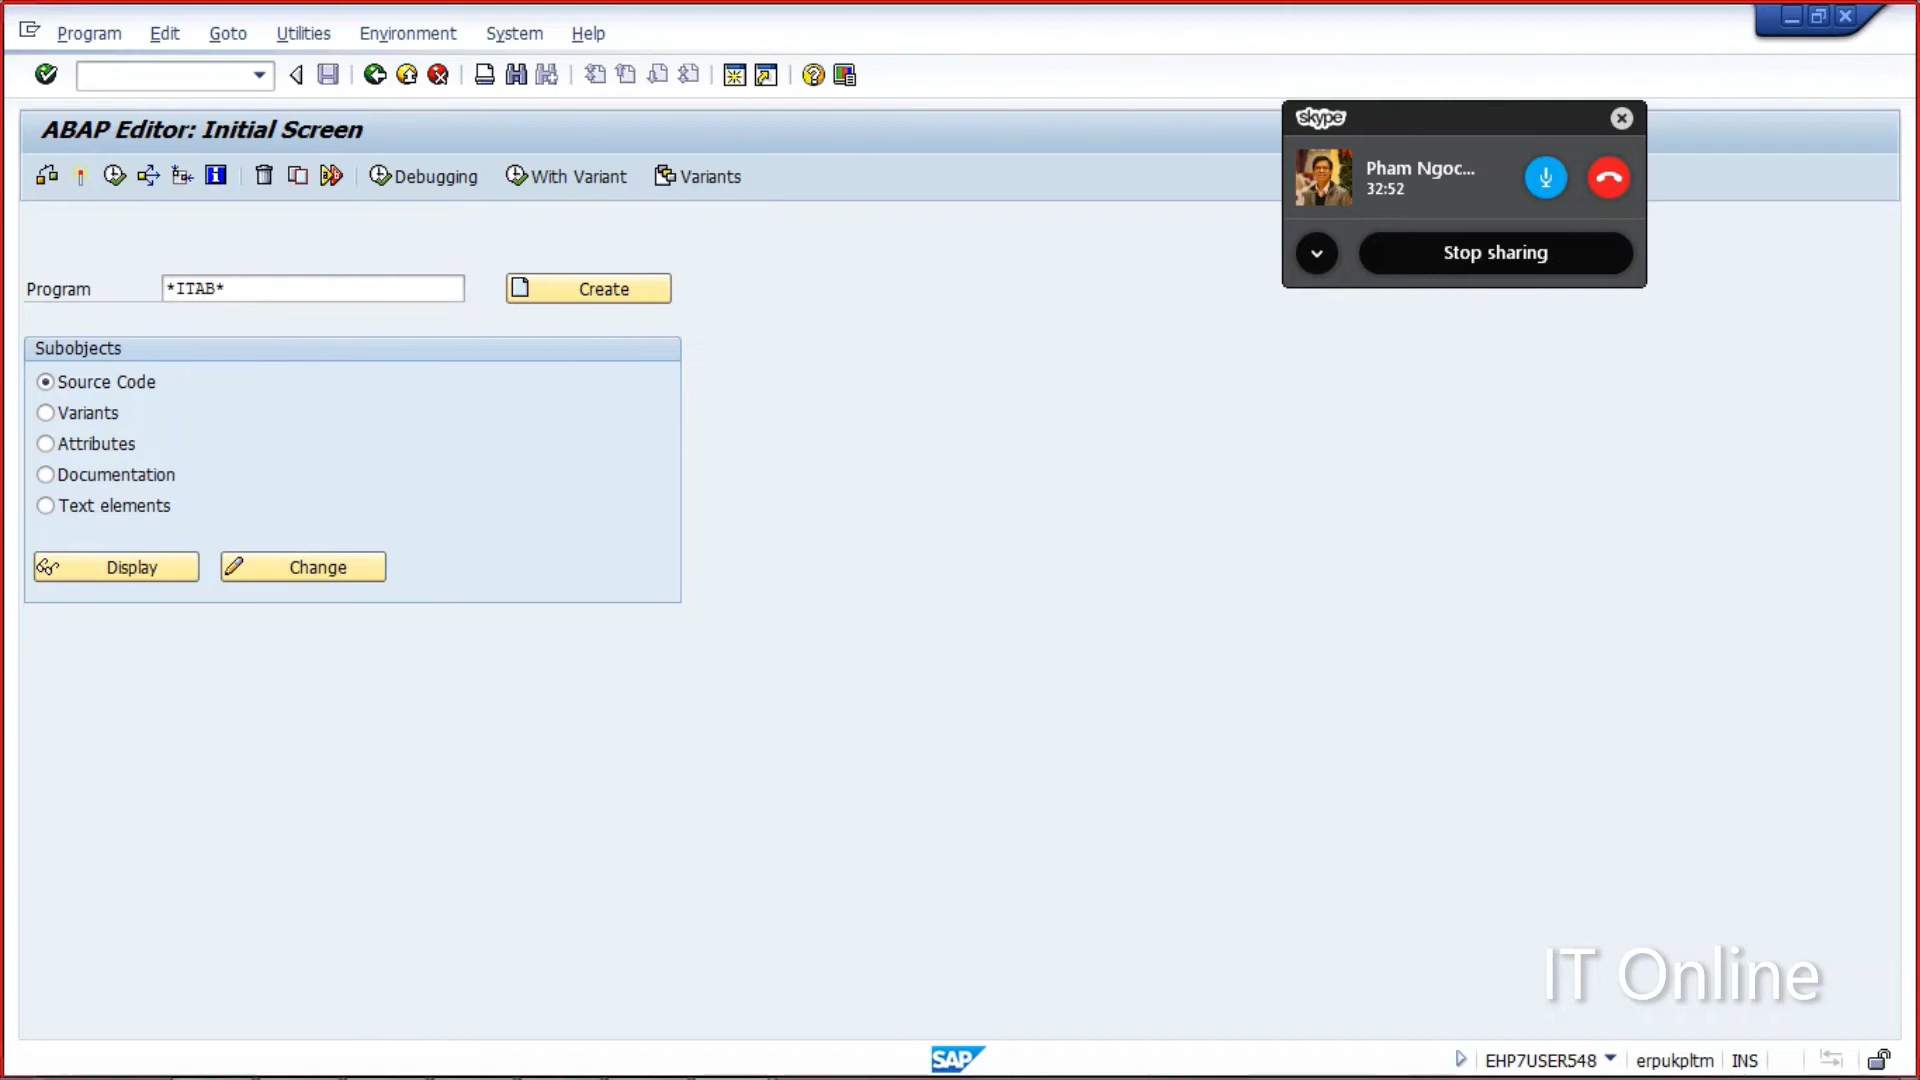 Program Edit Goto Utilities Environment System Help
ABAP Editor: Initial Screen
Debugging With Variant Variants
skype
Pham Ngoc...
32:52
Stop sharing
Program *ITAB* Create
Subobjects
Source Code
Variants
Attributes
Documentation
Text elements
Display Change
IT Online
SAP
EHP7USER548 erpukpltm INS